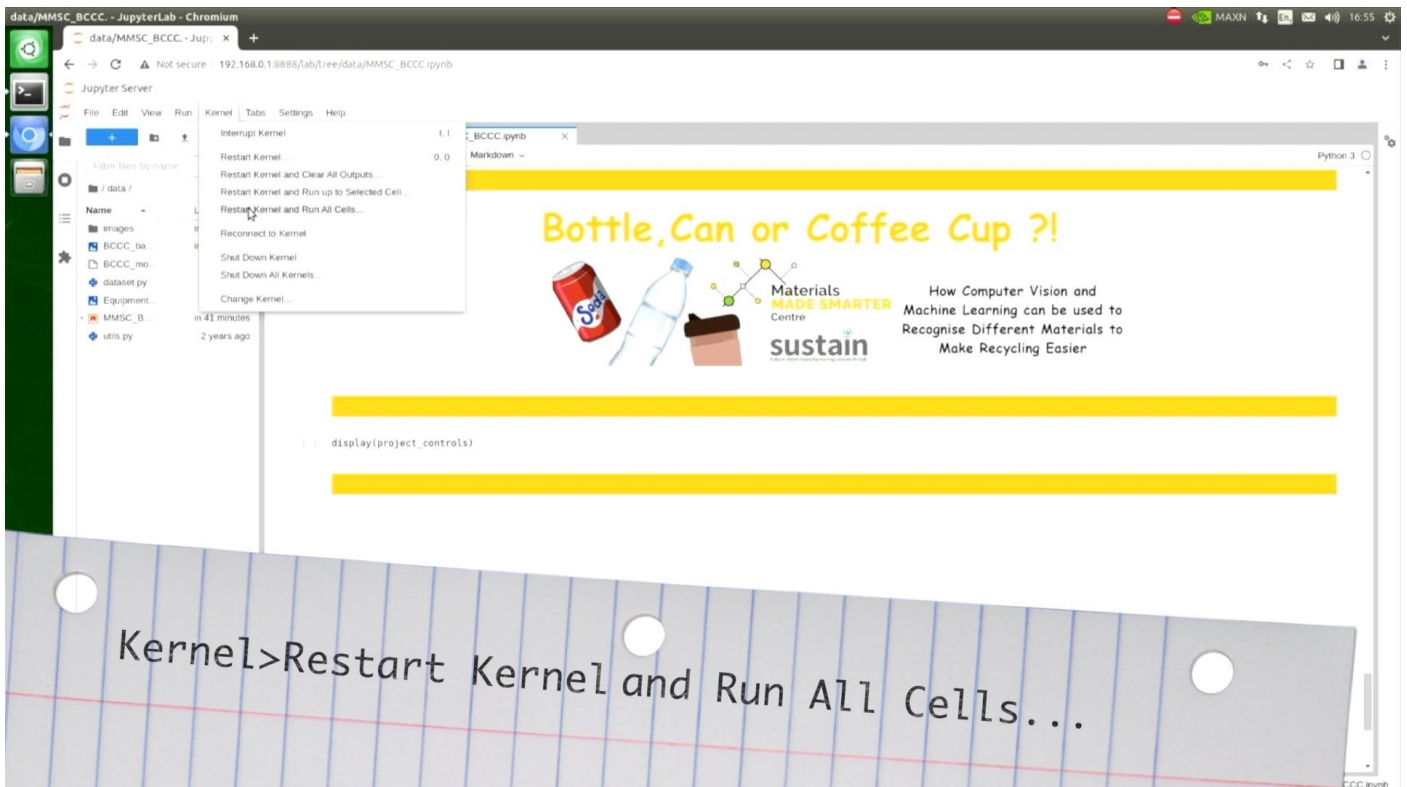 data/MMSC_BCCC. - JupyterLab - Chromium
MAXN
En
16:55
data/MMSC_BCCC. - Jupy
Not secure
192.168.0.1:8888/lab/tree/data/MMSC_BCCC.ipynb
Jupyter Server
File Edit View Run Kernel Tabs Settings Help
Interrupt Kernel I, I
Restart Kernel... 0, 0
Restart Kernel and Clear All Outputs...
Restart Kernel and Run up to Selected Cell...
Restart Kernel and Run All Cells...
Reconnect to Kernel
Shut Down Kernel
Shut Down All Kernels...
Change Kernel...
_BCCC.ipynb
Markdown
Python 3
Filter files by name
/ data /
Name
images
BCCC_ba...
BCCC_mo...
dataset.py
Equipment...
MMSC_B... in 41 minutes
utils.py 2 years ago
Bottle,Can or Coffee Cup ?!
Soda
Materials
MADE SMARTER
Centre
sustain
How Computer Vision and
Machine Learning can be used to
Recognise Different Materials to
Make Recycling Easier
display(project_controls)
Kernel>Restart Kernel and Run All Cells...
CCC.ipynb